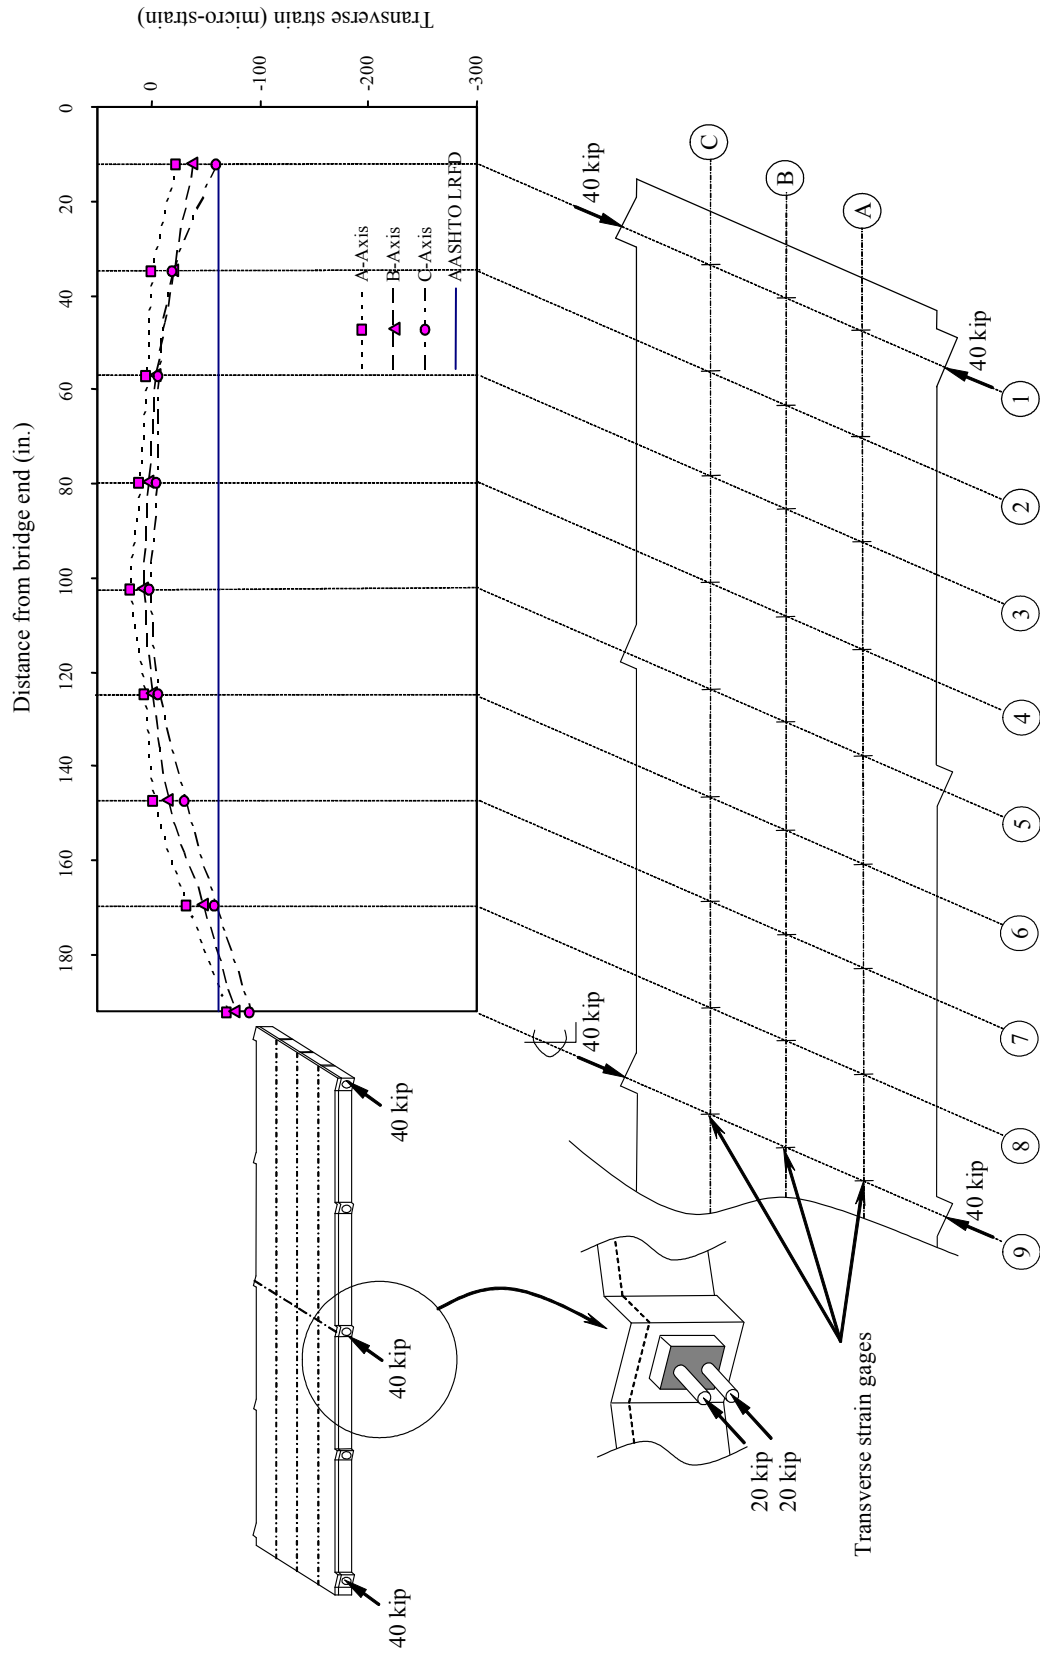 Transverse strain (micro-strain)
0
-100
-200
-300
0
20
40
60
80
100
120
140
160
180
Distance from bridge end (in.)
A-Axis
B-Axis
C-Axis
AASHTO LRFD
40 kip
40 kip
40 kip
40 kip
C
B
A
1
2
3
4
5
6
7
8
9
40 kip
40 kip
40 kip
20 kip
20 kip
Transverse strain gages